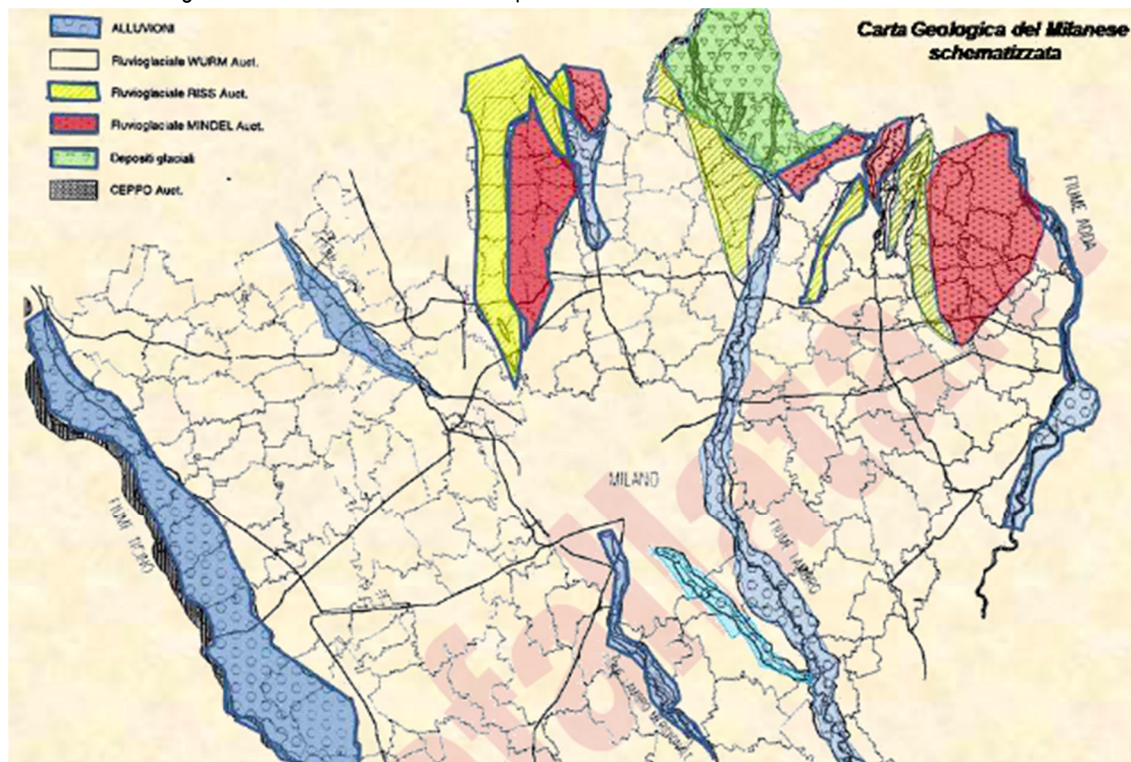 Carta Geologica del Milanese
schematizzata
ALLUVIONI
Fluvioglaciale WURM Auct.
Fluvioglaciale RISS Auct.
Fluvioglaciale MINDEL Auct.
Depositi glaciali
CEPPO Auct.
FIUME ADDA
MILANO
FIUME TICINO
FIUME LAMBRO